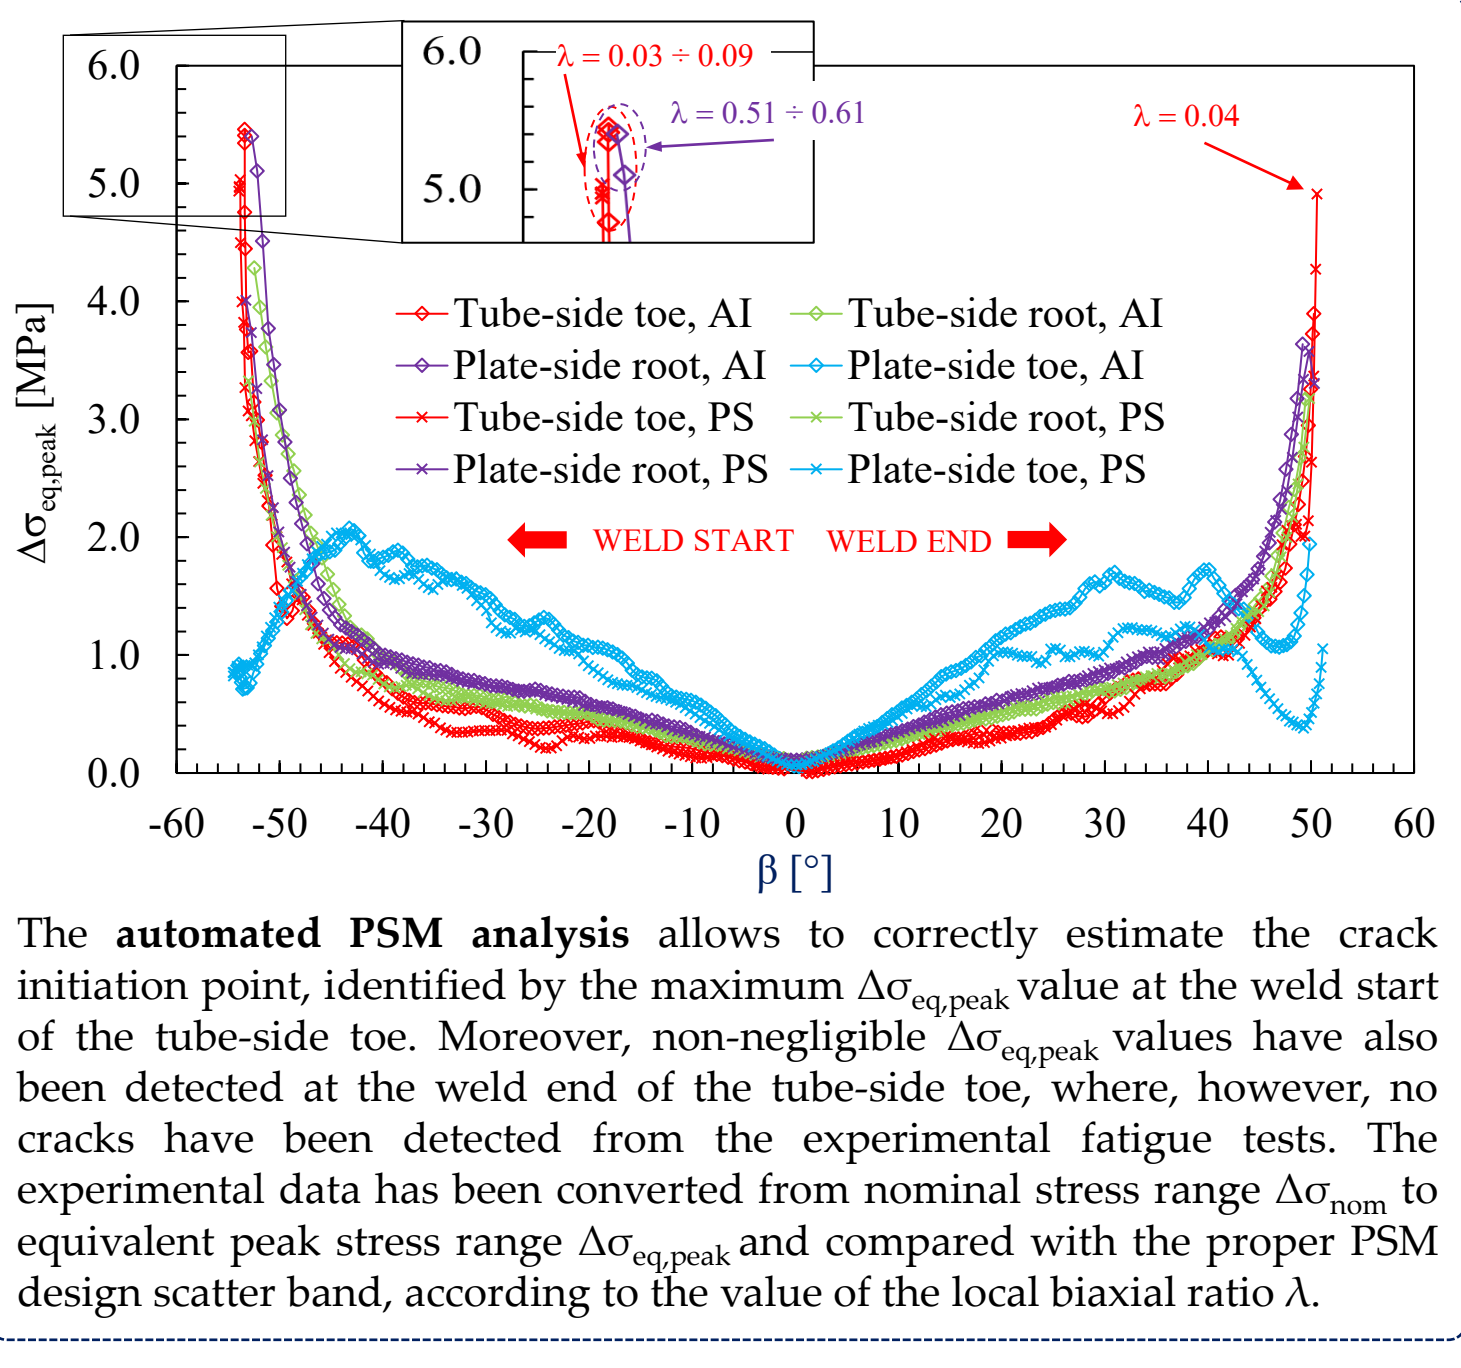 6.0
5.0
4.0
3.0
2.0
1.0
0.0
Δσeq,peak [MPa]
6.0
5.0
λ = 0.03 ÷ 0.09
λ = 0.51 ÷ 0.61
λ = 0.04
Tube-side toe, AI
Tube-side root, AI
Plate-side root, AI
Plate-side toe, AI
Tube-side toe, PS
Tube-side root, PS
Plate-side root, PS
Plate-side toe, PS
WELD START
WELD END
-60 -50 -40 -30 -20 -10 0 10 20 30 40 50 60
β [°]
The automated PSM analysis allows to correctly estimate the crack
initiation point, identified by the maximum Δσeq,peak value at the weld start
of the tube-side toe. Moreover, non-negligible Δσeq,peak values have also
been detected at the weld end of the tube-side toe, where, however, no
cracks have been detected from the experimental fatigue tests. The
experimental data has been converted from nominal stress range Δσnom to
equivalent peak stress range Δσeq,peak and compared with the proper PSM
design scatter band, according to the value of the local biaxial ratio λ.